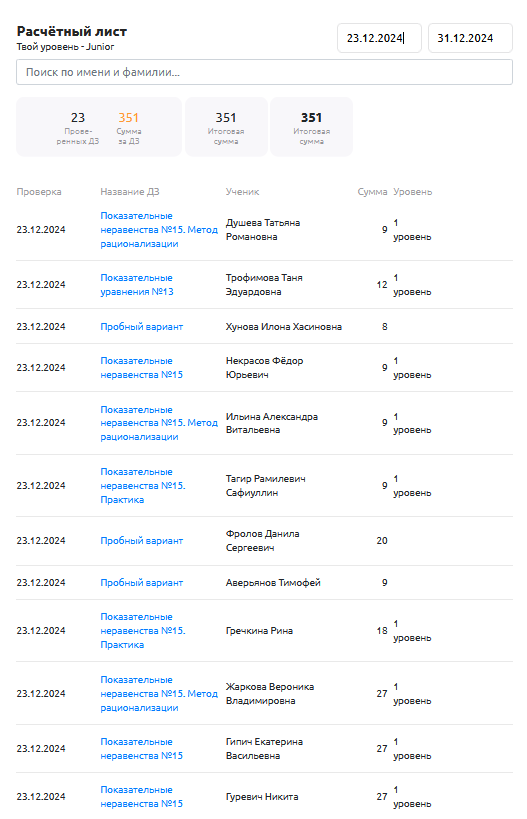 Расчётный лист
Твой уровень - Junior
23.12.2024
31.12.2024
Поиск по имени и фамилии...
23
Прове-
ренных ДЗ
351
Сумма
за ДЗ
351
Итоговая
сумма
351
Итоговая
сумма
Проверка Название ДЗ Ученик Сумма Уровень
23.12.2024
Показательные
неравенства №15. Метод
рационализации
Душева Татьяна
Романовна
9
1
уровень
23.12.2024
Показательные
уравнения №13
Трофимова Таня
Эдуардовна
12
1
уровень
23.12.2024
Пробный вариант
Хунова Илона Хасиновна
8
23.12.2024
Показательные
неравенства №15
Некрасов Фёдор
Юрьевич
9
1
уровень
23.12.2024
Показательные
неравенства №15. Метод
рационализации
Ильина Александра
Витальевна
9
1
уровень
23.12.2024
Показательные
неравенства №15.
Практика
Тагир Рамилевич
Сафиуллин
9
1
уровень
23.12.2024
Пробный вариант
Фролов Данила
Сергеевич
20
23.12.2024
Пробный вариант
Аверьянов Тимофей
9
23.12.2024
Показательные
неравенства №15.
Практика
Гречкина Рина
18
1
уровень
23.12.2024
Показательные
неравенства №15. Метод
рационализации
Жаркова Вероника
Владимировна
27
1
уровень
23.12.2024
Показательные
неравенства №15
Гипич Екатерина
Васильевна
27
1
уровень
23.12.2024
Показательные
неравенства №15
Гуревич Никита
27
1
уровень